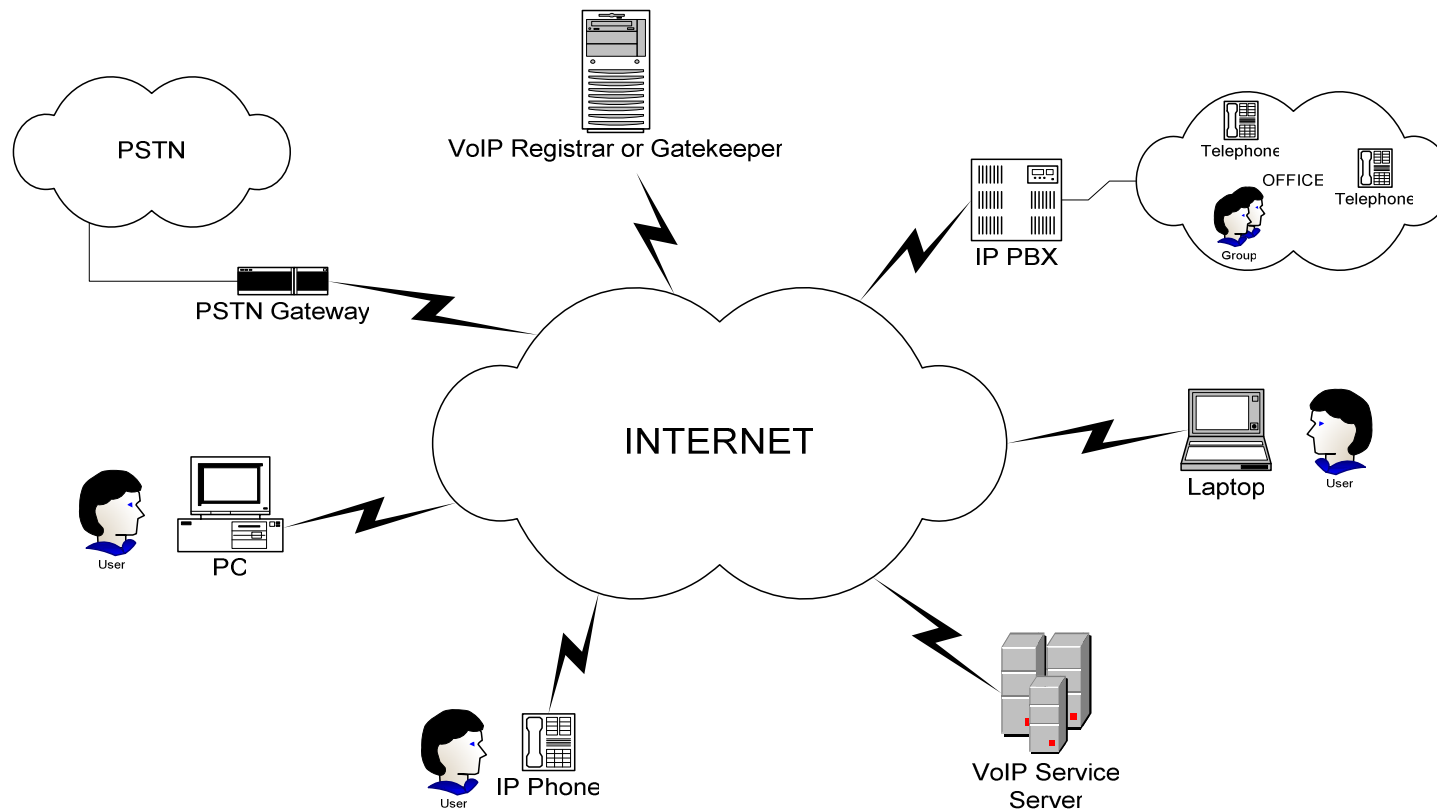 VoIP Registrar or Gatekeeper
PSTN
PSTN Gateway
Telephone
OFFICE
Telephone
Group
IP PBX
INTERNET
Laptop
User
User
PC
User
IP Phone
VoIP Service
Server